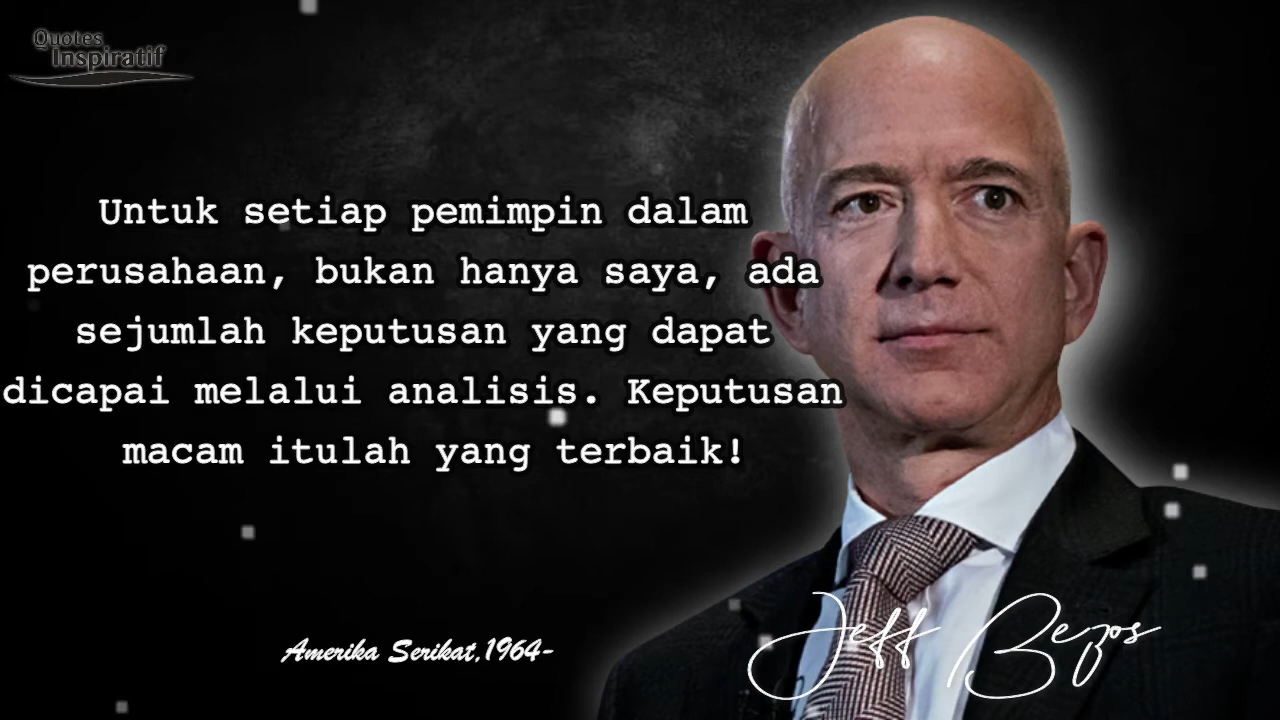 Quotes
Inspiratif
Untuk setiap pemimpin dalam
perusahaan, bukan hanya saya, ada
sejumlah keputusan yang dapat
dicapai melalui analisis. Keputusan
macam itulah yang terbaik!
Amerika Serikat,1964-
Jeff Bezos